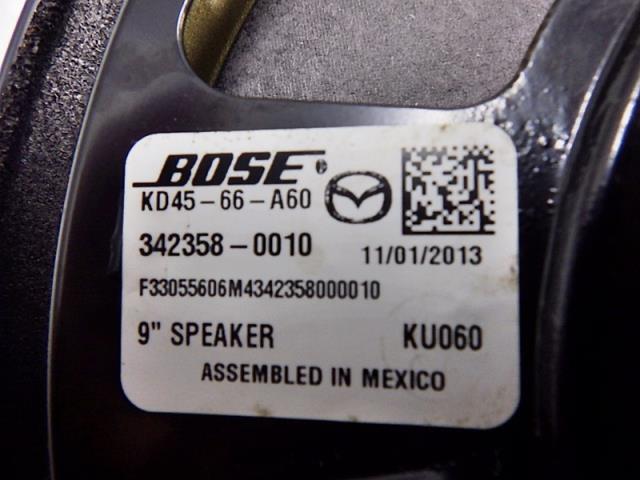 BOSE®
KD45-66-A60
342358-0010 11/01/2013
F33055606M4342358000010
9" SPEAKER KU060
ASSEMBLED IN MEXICO